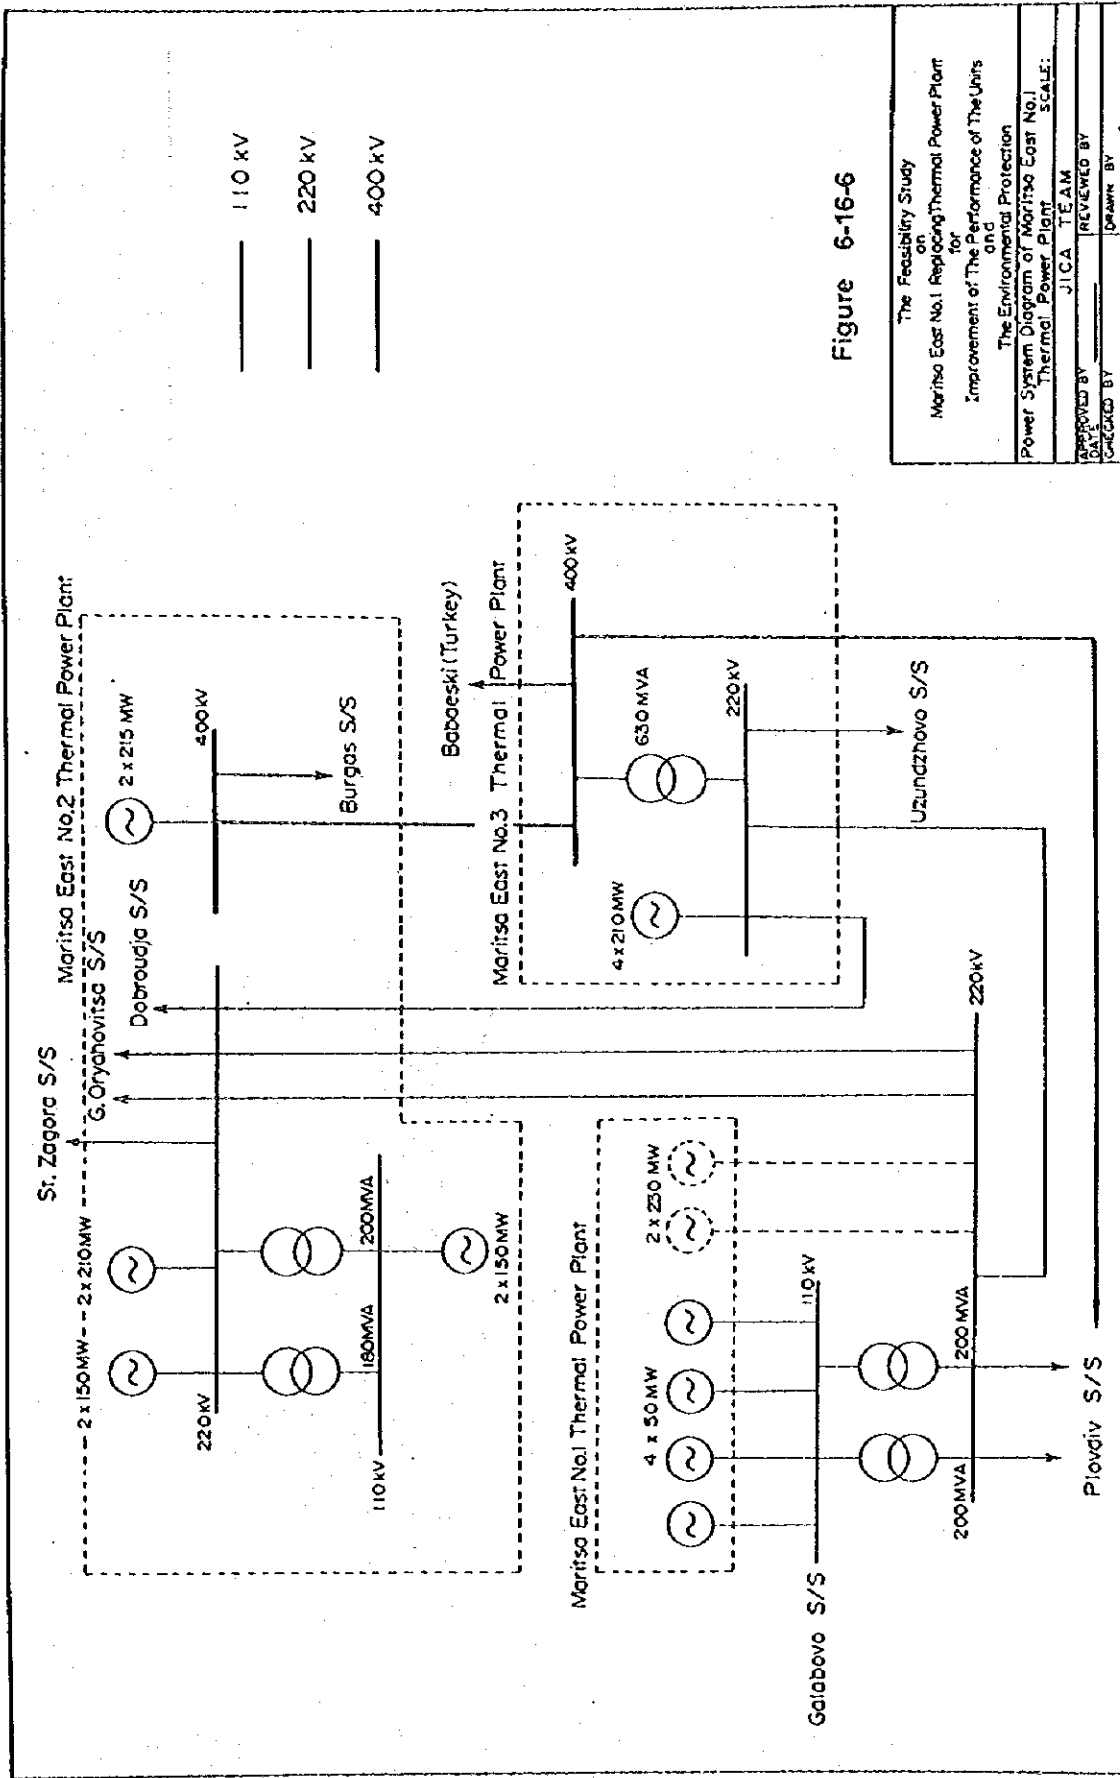 Maritsa East No.2 Thermal Power Plant
St. Zagora S/S
G.Oryahovitsa S/S
Dobroudja S/S
2 x 150MW
2 x 210MW
2 x 215 MW
220kV
400kV
180MVA
200MVA
110kV
2 x 150MW
Burgas S/S
110 kV
220 kV
400 kV
Babaeski (Turkey)
Maritsa East No.3 Thermal Power Plant
400kV
4x210MW
630MVA
220kV
Uzundzhovo S/S
Maritsa East No.1 Thermal Power Plant
4 x 50MW
2 x 230 MW
Galabovo S/S
110kV
220kV
200MVA
200MVA
Plovdiv S/S
Figure 6-16-6
The Feasibility Study
on
Maritsa East No.1 Replacing Thermal Power Plant
for
Improvement of The Performance of The Units
and
The Environmental Protection
Power System Diagram of Maritsa East No.1
Thermal Power Plant
SCALE:
JICA TEAM
APPROVED BY
REVIEWED BY
DATE
CHECKED BY
DRAWN BY